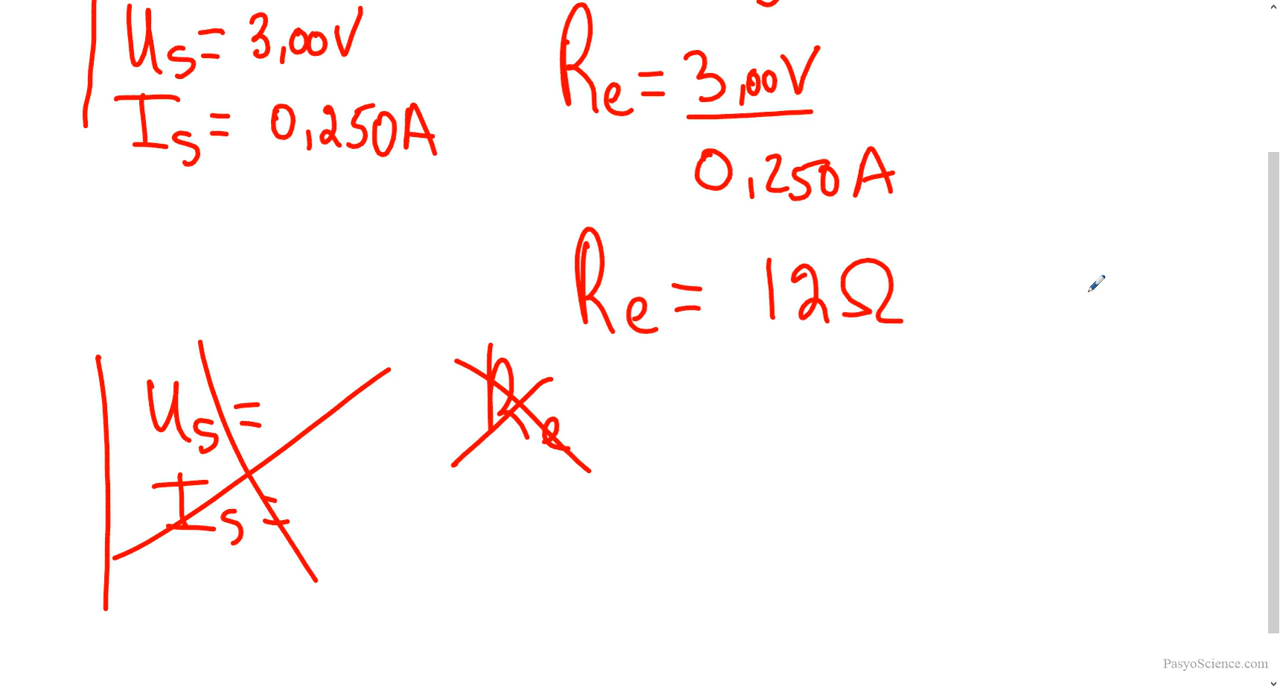 Us = 3,00V
Is = 0,250A
Re = 3,00V
0,250A
Re = 12Ω
Us =
Is =
Re
PasyoScience.com